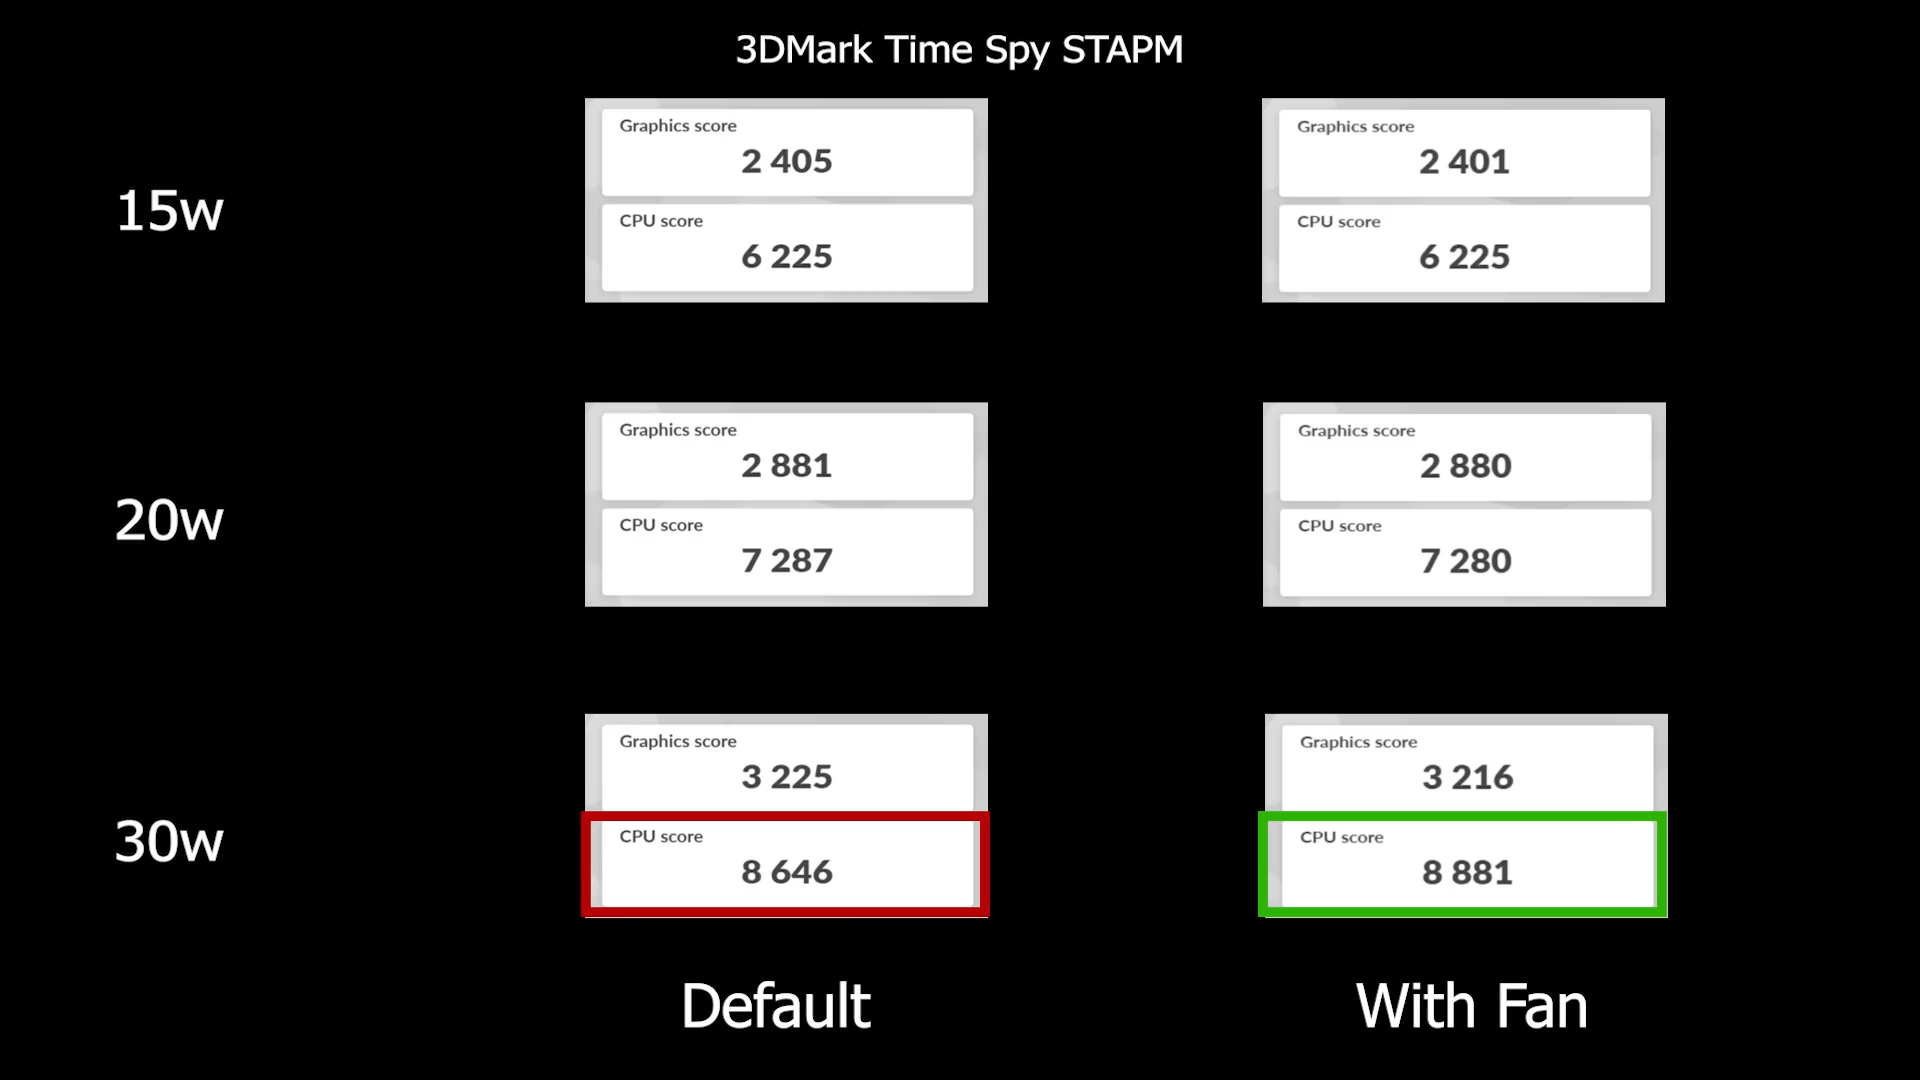 3DMark Time Spy STAPM
15w
Graphics score
2 405
CPU score
6 225
Graphics score
2 401
CPU score
6 225
20w
Graphics score
2 881
CPU score
7 287
Graphics score
2 880
CPU score
7 280
30w
Graphics score
3 225
CPU score
8 646
Graphics score
3 216
CPU score
8 881
Default
With Fan